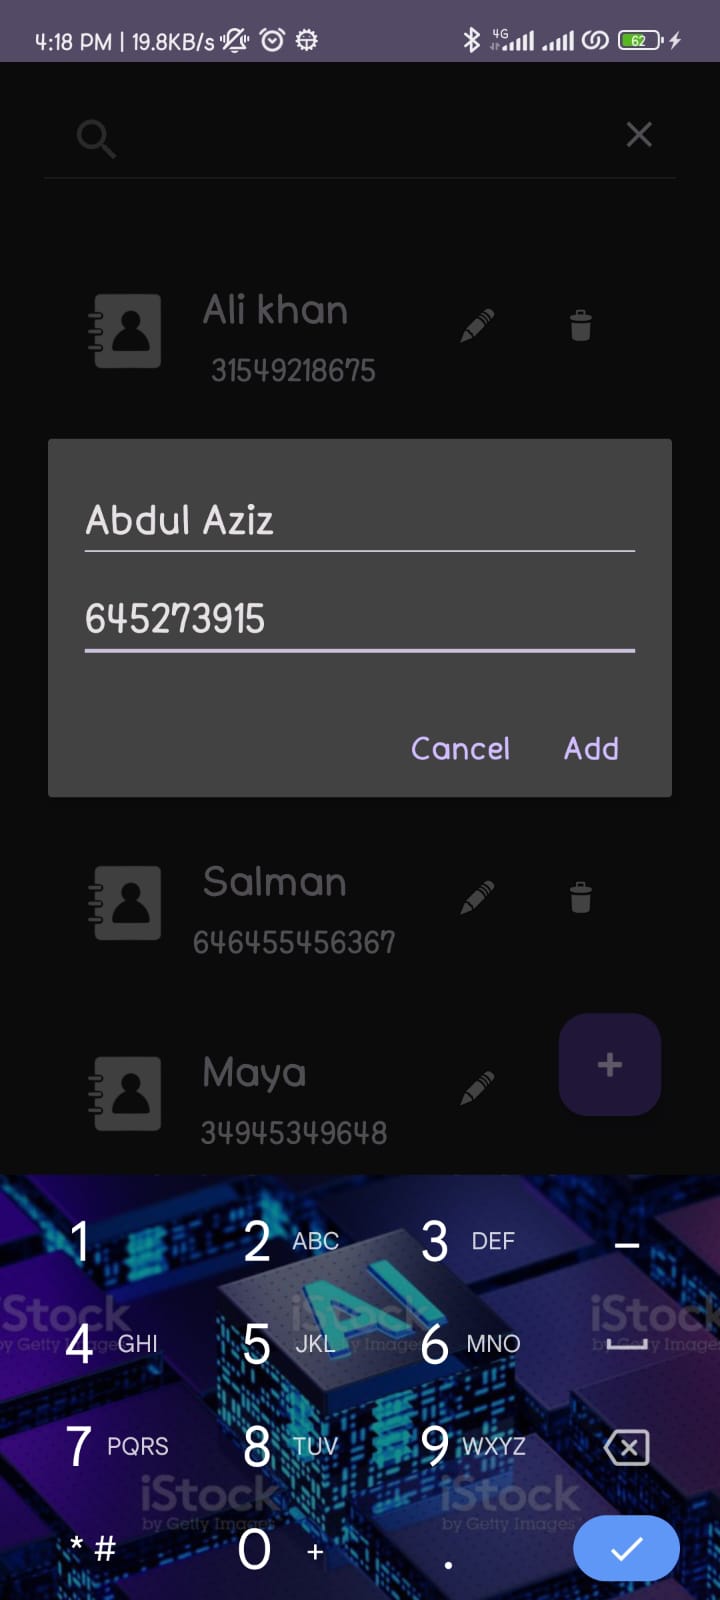 4:18 PM | 19.8KB/s
4G
62
Ali khan
31549218675
Abdul Aziz
645273915
Cancel Add
Salman
646455456367
Maya
34945349648
1 2 ABC 3 DEF –
4 GHI 5 JKL 6 MNO
7 PQRS 8 TUV 9 WXYZ
* # 0 + .
AI
iStock
by Getty Images
iStock
by Getty Images
iStock
by Getty Images
iStock
by Getty Images
iStock
by Getty Images